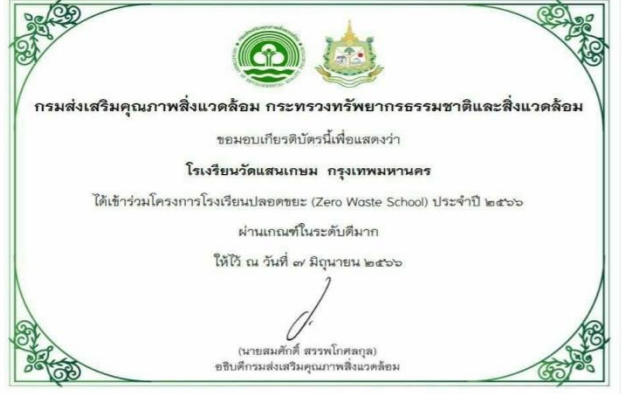 กรมส่งเสริมคุณภาพสิ่งแวดล้อม กระทรวงทรัพยากรธรรมชาติและสิ่งแวดล้อม
ขอมอบเกียรติบัตรนี้เพื่อแสดงว่า
โรงเรียนวัดแสนเกษม กรุงเทพมหานคร
ได้เข้าร่วมโครงการโรงเรียนปลอดขยะ (Zero Waste School) ประจำปี ๒๕๖๖
ผ่านเกณฑ์ในระดับดีมาก
ให้ไว้ ณ วันที่ ๗ มิถุนายน ๒๕๖๖
(นายสมศักดิ์ สรรพโกศลกุล)
อธิบดีกรมส่งเสริมคุณภาพสิ่งแวดล้อม